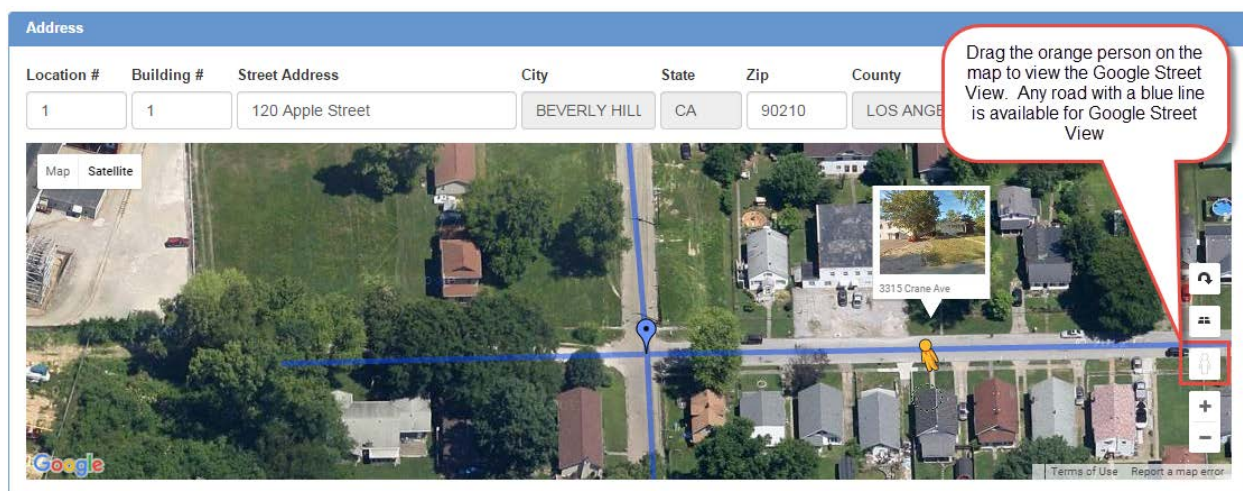 Address
Drag the orange person on the
map to view the Google Street
View.  Any road with a blue line
is available for Google Street
View
Location # Building # Street Address City State Zip County
1 1 120 Apple Street BEVERLY HILL CA 90210 LOS ANGE
Map Satellite
3315 Crane Ave
+
−
Google
Terms of Use Report a map error